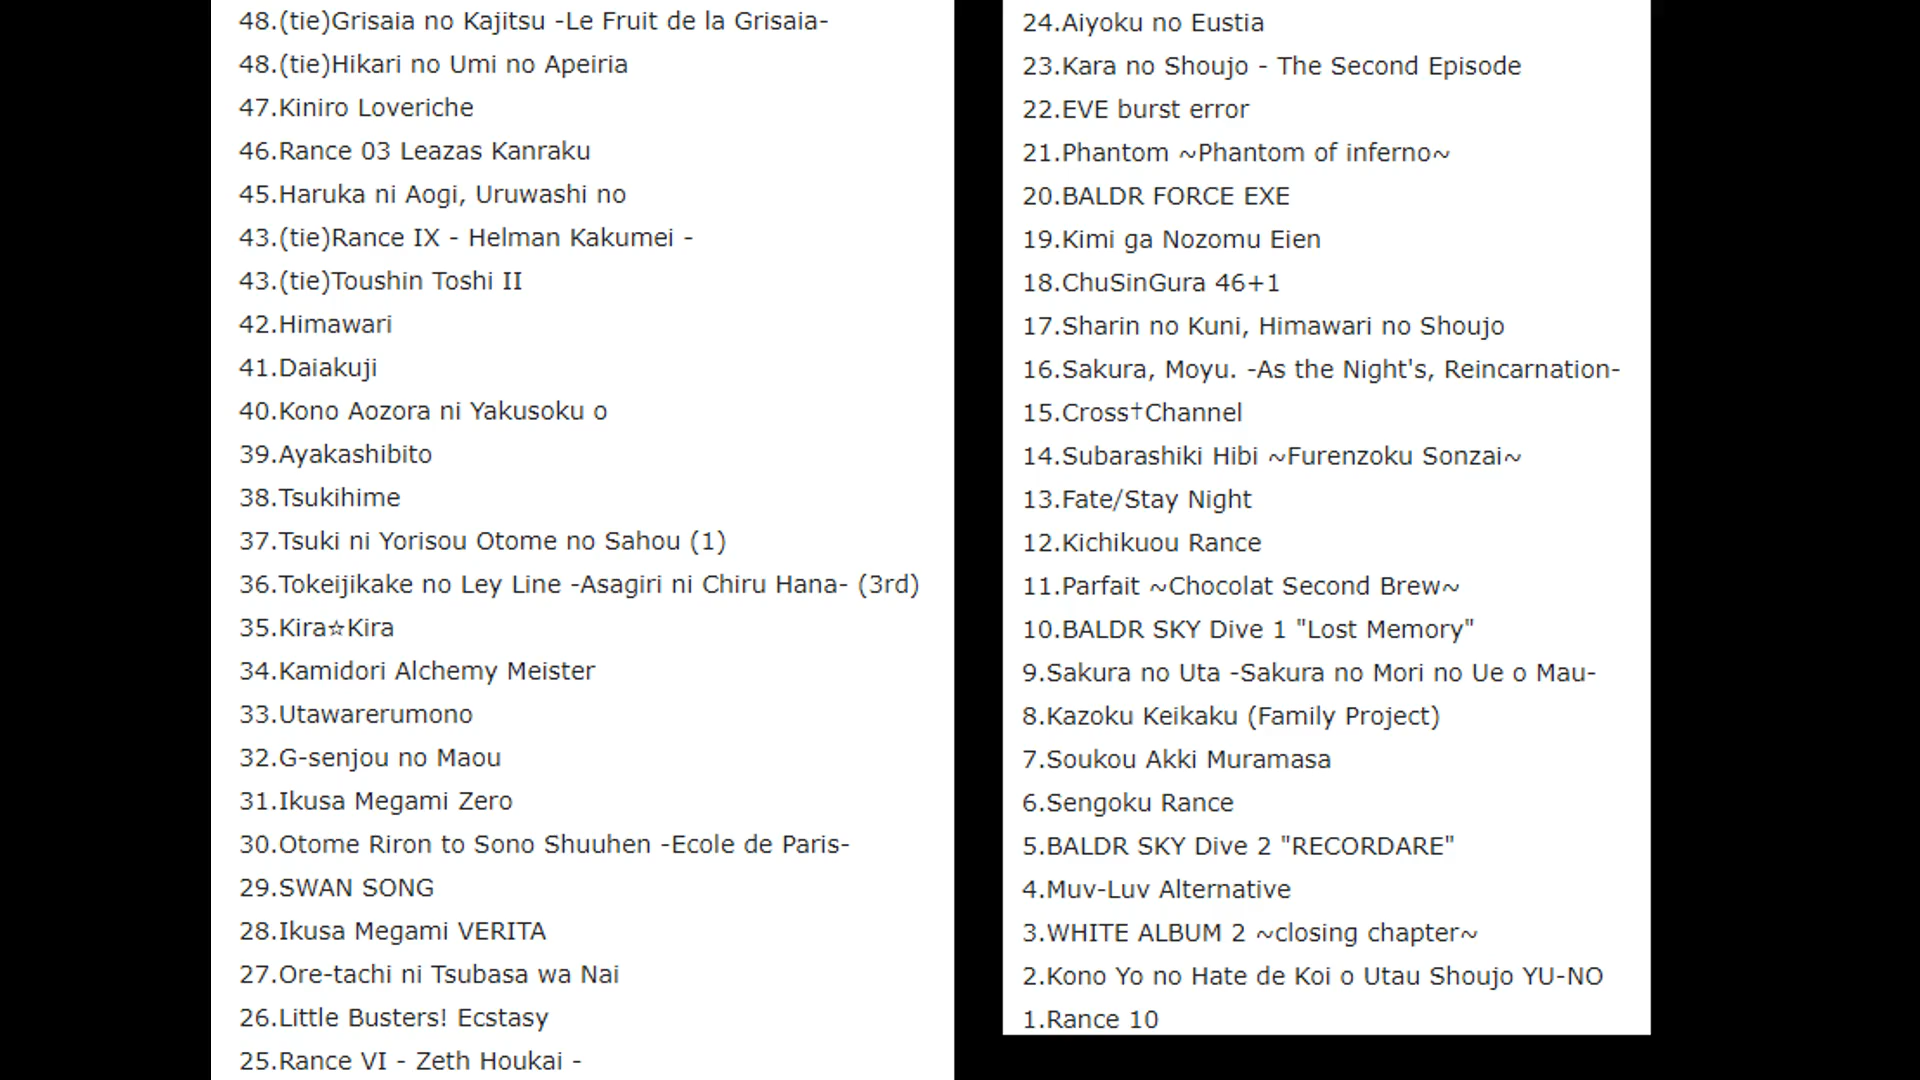 48.(tie)Grisaia no Kajitsu -Le Fruit de la Grisaia-
48.(tie)Hikari no Umi no Apeiria
47.Kiniro Loveriche
46.Rance 03 Leazas Kanraku
45.Haruka ni Aogi, Uruwashi no
43.(tie)Rance IX - Helman Kakumei -
43.(tie)Toushin Toshi II
42.Himawari
41.Daiakuji
40.Kono Aozora ni Yakusoku o
39.Ayakashibito
38.Tsukihime
37.Tsuki ni Yorisou Otome no Sahou (1)
36.Tokeijikake no Ley Line -Asagiri ni Chiru Hana- (3rd)
35.Kira☆Kira
34.Kamidori Alchemy Meister
33.Utawarerumono
32.G-senjou no Maou
31.Ikusa Megami Zero
30.Otome Riron to Sono Shuuhen -Ecole de Paris-
29.SWAN SONG
28.Ikusa Megami VERITA
27.Ore-tachi ni Tsubasa wa Nai
26.Little Busters! Ecstasy
25.Rance VI - Zeth Houkai -
24.Aiyoku no Eustia
23.Kara no Shoujo - The Second Episode
22.EVE burst error
21.Phantom ~Phantom of inferno~
20.BALDR FORCE EXE
19.Kimi ga Nozomu Eien
18.ChuSinGura 46+1
17.Sharin no Kuni, Himawari no Shoujo
16.Sakura, Moyu. -As the Night's, Reincarnation-
15.Cross†Channel
14.Subarashiki Hibi ~Furenzoku Sonzai~
13.Fate/Stay Night
12.Kichikuou Rance
11.Parfait ~Chocolat Second Brew~
10.BALDR SKY Dive 1 "Lost Memory"
9.Sakura no Uta -Sakura no Mori no Ue o Mau-
8.Kazoku Keikaku (Family Project)
7.Soukou Akki Muramasa
6.Sengoku Rance
5.BALDR SKY Dive 2 "RECORDARE"
4.Muv-Luv Alternative
3.WHITE ALBUM 2 ~closing chapter~
2.Kono Yo no Hate de Koi o Utau Shoujo YU-NO
1.Rance 10